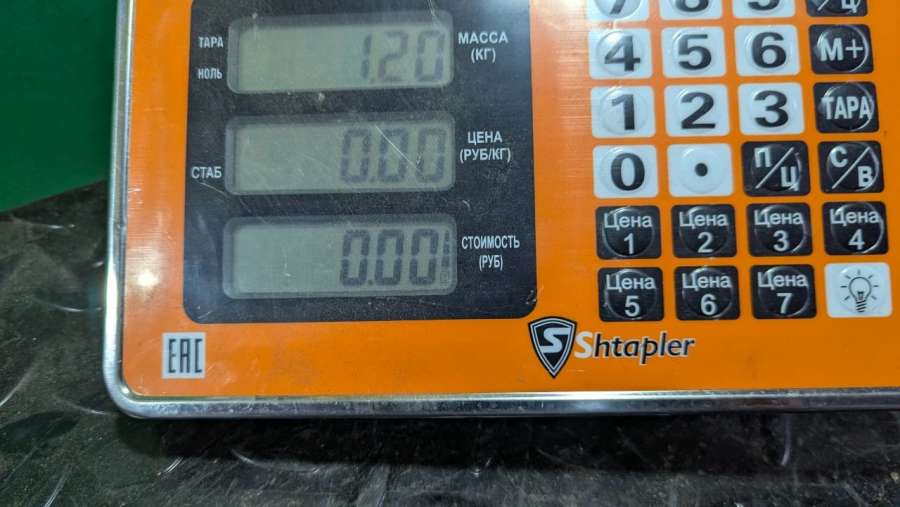 ТАРА
НОЛЬ
1.20
МАССА
(КГ)
СТАБ
0.00
ЦЕНА
(РУБ/КГ)
0.00
СТОИМОСТЬ
(РУБ)
4 5 6 М+
1 2 3 ТАРА
0 • П/Ц С/В
Цена 1
Цена 2
Цена 3
Цена 4
Цена 5
Цена 6
Цена 7
EAC
S Shtapler